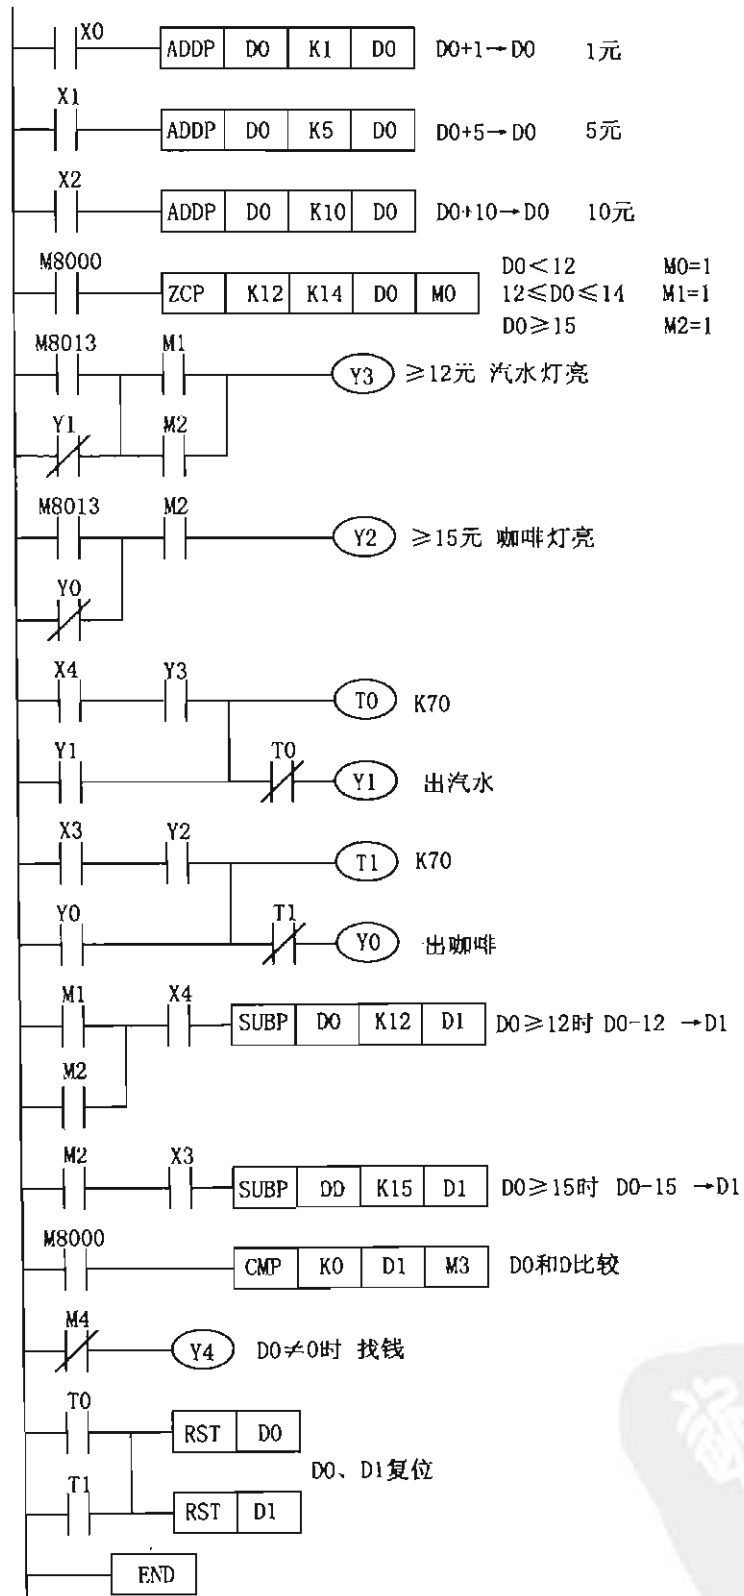 X0
ADDP D0 K1 D0 D0+1→D0 1元
X1
ADDP D0 K5 D0 D0+5→D0 5元
X2
ADDP D0 K10 D0 D0+10→D0 10元
M8000
ZCP K12 K14 D0 M0
D0<12 M0=1
12≤D0≤14 M1=1
D0≥15 M2=1
M8013 M1
Y3 ≥12元 汽水灯亮
Y1 M2
M8013 M2
Y2 ≥15元 咖啡灯亮
Y0
X4 Y3
T0 K70
Y1 T0
Y1 出汽水
X3 Y2
T1 K70
Y0 T1
Y0 出咖啡
M1 X4
SUBP D0 K12 D1 D0≥12时 D0-12 →D1
M2
M2 X3
SUBP DD K15 D1 D0≥15时 D0-15 →D1
M8000
CMP K0 D1 M3 D0和D比较
M4
Y4 D0≠0时 找钱
T0
RST D0
D0、D1复位
T1
RST D1
END